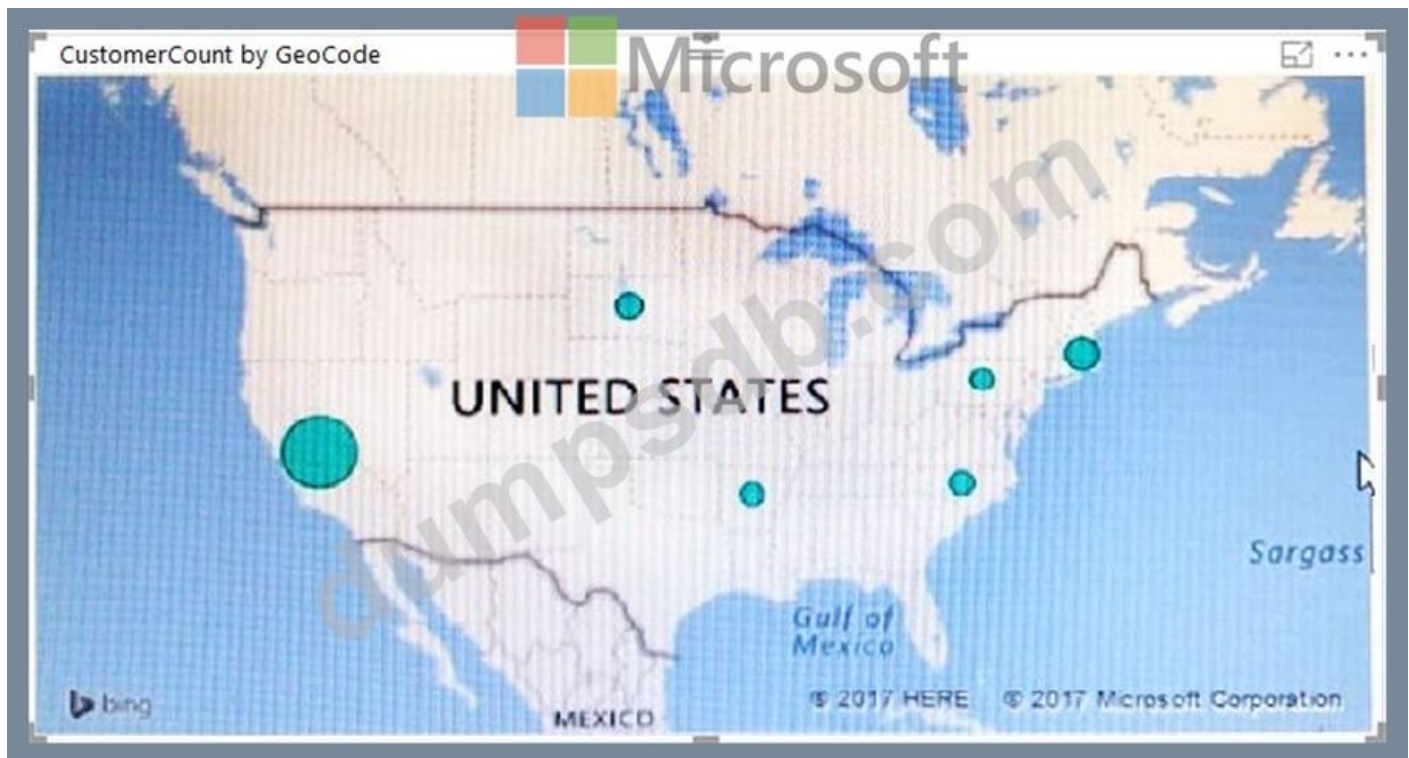 CustomerCount by GeoCode
Microsoft
dumpsdb.com
UNITED STATES
Sargass
Gulf of
Mexico
bing
© 2017 HERE © 2017 Microsoft Corporation
MEXICO